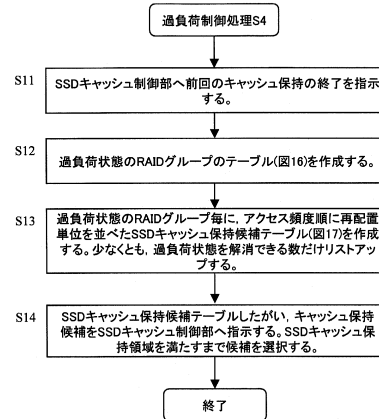 過負荷制御処理S4
S11
SSDキャッシュ制御部へ前回のキャッシュ保持の終了を指示
する。
S12
過負荷状態のRAIDグループのテーブル(図16)を作成する。
S13
過負荷状態のRAIDグループ毎に，アクセス頻度順に再配置
単位を並べたSSDキャッシュ保持候補テーブル(図17)を作成
する。少なくとも，過負荷状態を解消できる数だけリストアッ
プする。
S14
SSDキャッシュ保持候補テーブルしたがい，キャッシュ保持
候補をSSDキャッシュ制御部へ指示する。SSDキャッシュ保
持領域を満たすまで候補を選択する。
終了